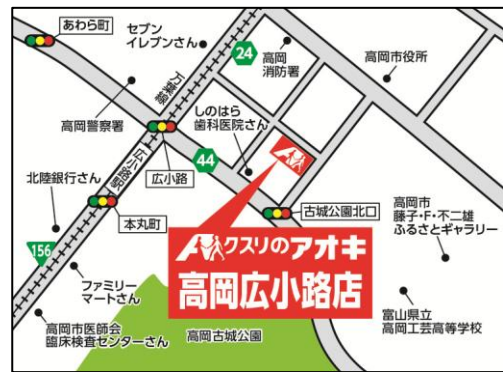 あわら町
セブン
イレブンさん
24
高岡
消防署
高岡市役所
万葉線
高岡警察署
しのはら
歯科医院さん
広小路
44
広小路駅
北陸銀行さん
本丸町
古城公園北口
156
クスリのアオキ
高岡広小路店
高岡市
藤子・F・不二雄
ふるさとギャラリー
ファミリー
マートさん
富山県立
高岡工芸高等学校
高岡市医師会
臨床検査センターさん
高岡古城公園